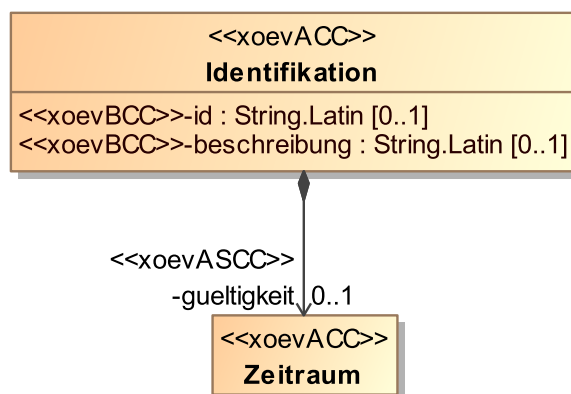 <<xoevACC>>
Identifikation
<<xoevBCC>>-id : String.Latin [0..1]
<<xoevBCC>>-beschreibung : String.Latin [0..1]
<<xoevASCC>>
-gueltigkeit 0..1
<<xoevACC>>
Zeitraum